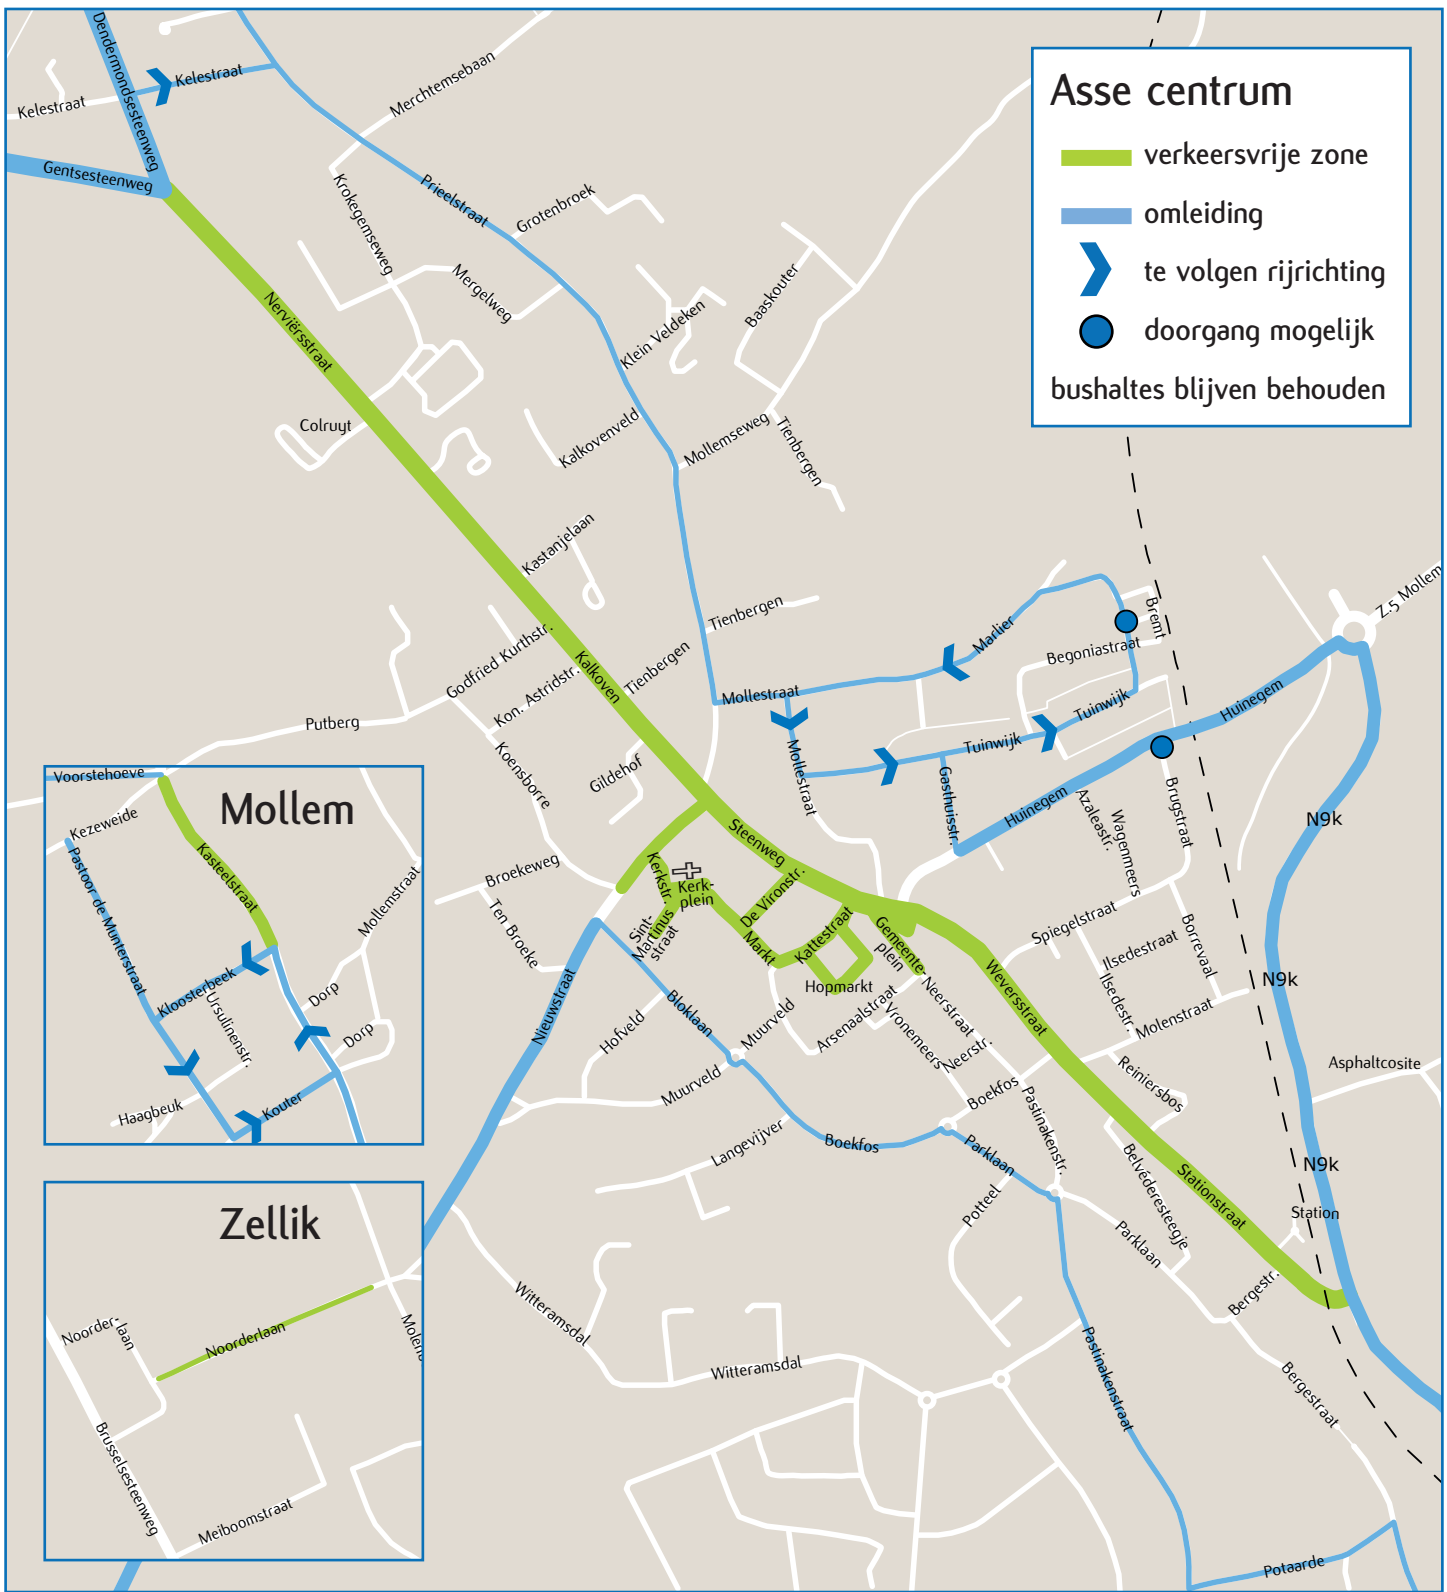 Asse centrum
verkeersvrije zone
omleiding
te volgen rijrichting
doorgang mogelijk
bushaltes blijven behouden
Dendermondsesteenweg
Kelestraat
Kelestraat
Gentsesteenweg
Merchtemsebaan
Krokegemseweg
Prieelstraat
Grotenbroek
Mergelweg
Nerviërsstraat
Klein Veldeken
Baaskouter
Colruyt
Kalkovenveld
Mollemseweg
Tienbergen
Kastanjelaan
Tienbergen
Z.5 Mollem
Bremt
Marlier
Begoniastraat
Godfried Kurthstr.
Kon. Astridstr.
Kalkoven
Tienbergen
Mollestraat
Tuinwijk
Huinegem
Putberg
Koensborre
Gildehof
Mollestraat
Tuinwijk
Gasthuisstr.
Huinegem
Azaleastr.
Wagenmeers
Brugstraat
N9k
Steenweg
Broekeweg
Ten Broeke
Kerkstr.
Kerk-
plein
De Vironstr.
Sint-
Martinus
straat
Markt
Kattestraat
Gemeente-
plein
Spiegelstraat
Ilsedestraat
Borrevaal
Ilsedestr.
Molenstraat
N9k
Hopmarkt
Weversstraat
Nieuwstraat
Bloklaan
Hofveld
Muurveld
Arsenaalstraat
Vronemeers
Neerstraat
Neerstr.
Muurveld
Boekfos
Reiniersbos
Asphaltcosite
Pastinakenstr.
Langevijver
Boekfos
Parklaan
Belvédèresteegje
N9k
Stationstraat
Station
Potteel
Parklaan
Bergestr.
Witteramsdal
Witteramsdal
Pastinakenstraat
Bergestraat
Potaarde
Mollem
Voorstehoeve
Kezeweide
Kasteelstraat
Pastoor de Munterstraat
Mollemstraat
Kloosterbeek
Ursulinenstr.
Dorp
Dorp
Haagbeuk
Kouter
Zellik
Noorder-
laan
Noorderlaan
Brusselsesteenweg
Meiboomstraat